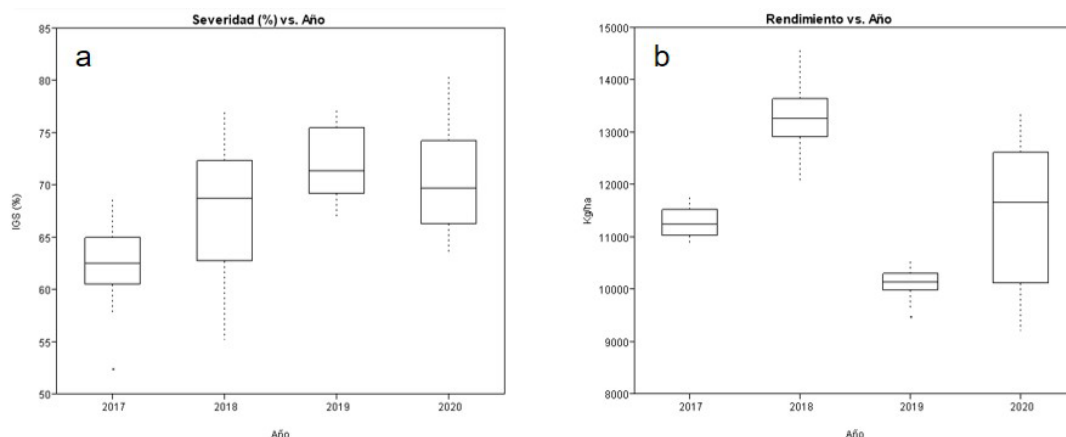 Severidad (%) vs. Año
a
IGS (%)
85
80
75
70
65
60
55
50
2017 2018 2019 2020
Año
Rendimiento vs. Año
b
Kg/ha
15000
14000
13000
12000
11000
10000
9000
8000
2017 2018 2019 2020
Año